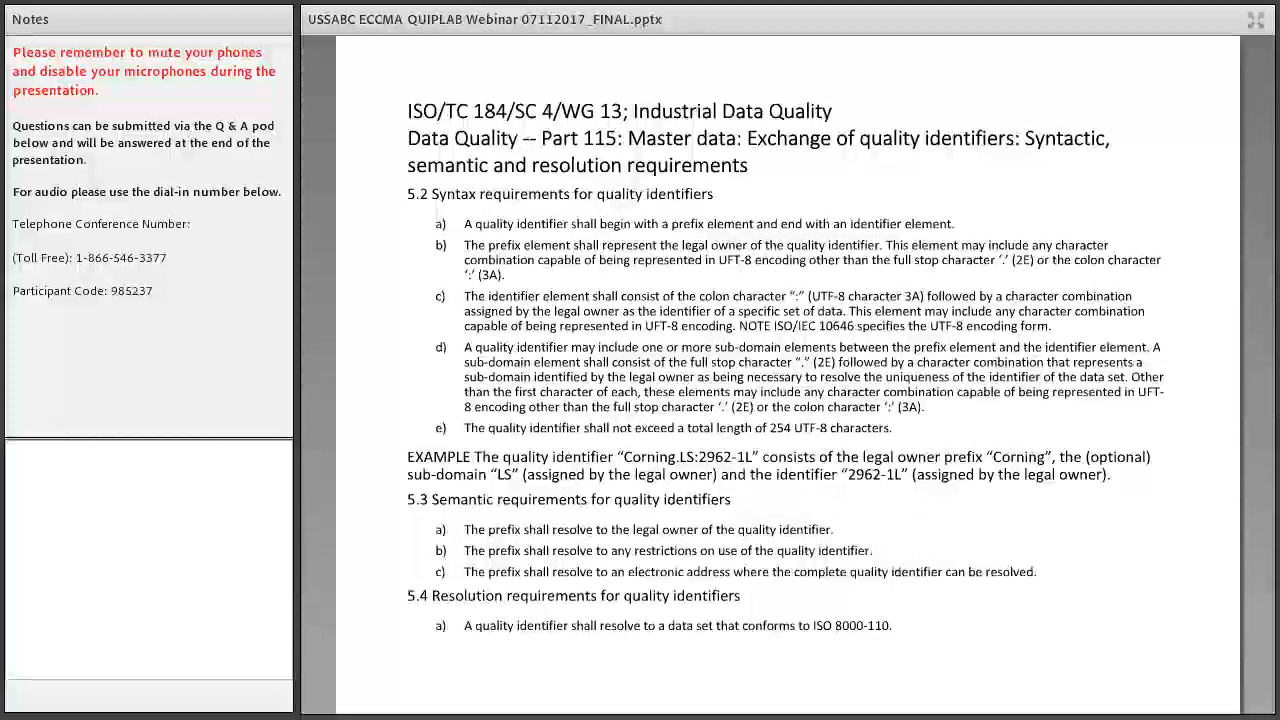 Notes
Please remember to mute your phones
and disable your microphones during the
presentation.
Questions can be submitted via the Q & A pod
below and will be answered at the end of the
presentation.
For audio please use the dial-in number below.
Telephone Conference Number:
(Toll Free): 1-866-546-3377
Participant Code: 985237
USSABC ECCMA QUIPLAB Webinar 07112017_FINAL.pptx
ISO/TC 184/SC 4/WG 13; Industrial Data Quality
Data Quality -- Part 115: Master data: Exchange of quality identifiers: Syntactic,
semantic and resolution requirements
5.2 Syntax requirements for quality identifiers
a) A quality identifier shall begin with a prefix element and end with an identifier element.
b) The prefix element shall represent the legal owner of the quality identifier. This element may include any character
combination capable of being represented in UFT-8 encoding other than the full stop character ‘.’ (2E) or the colon character
‘:’ (3A).
c) The identifier element shall consist of the colon character “:” (UTF-8 character 3A) followed by a character combination
assigned by the legal owner as the identifier of a specific set of data. This element may include any character combination
capable of being represented in UFT-8 encoding. NOTE ISO/IEC 10646 specifies the UTF-8 encoding form.
d) A quality identifier may include one or more sub-domain elements between the prefix element and the identifier element. A
sub-domain element shall consist of the full stop character “.” (2E) followed by a character combination that represents a
sub-domain identified by the legal owner as being necessary to resolve the uniqueness of the identifier of the data set. Other
than the first character of each, these elements may include any character combination capable of being represented in UFT-
8 encoding other than the full stop character ‘.’ (2E) or the colon character ‘:’ (3A).
e) The quality identifier shall not exceed a total length of 254 UTF-8 characters.
EXAMPLE The quality identifier “Corning.LS:2962-1L” consists of the legal owner prefix “Corning”, the (optional)
sub-domain “LS” (assigned by the legal owner) and the identifier “2962-1L” (assigned by the legal owner).
5.3 Semantic requirements for quality identifiers
a) The prefix shall resolve to the legal owner of the quality identifier.
b) The prefix shall resolve to any restrictions on use of the quality identifier.
c) The prefix shall resolve to an electronic address where the complete quality identifier can be resolved.
5.4 Resolution requirements for quality identifiers
a) A quality identifier shall resolve to a data set that conforms to ISO 8000-110.